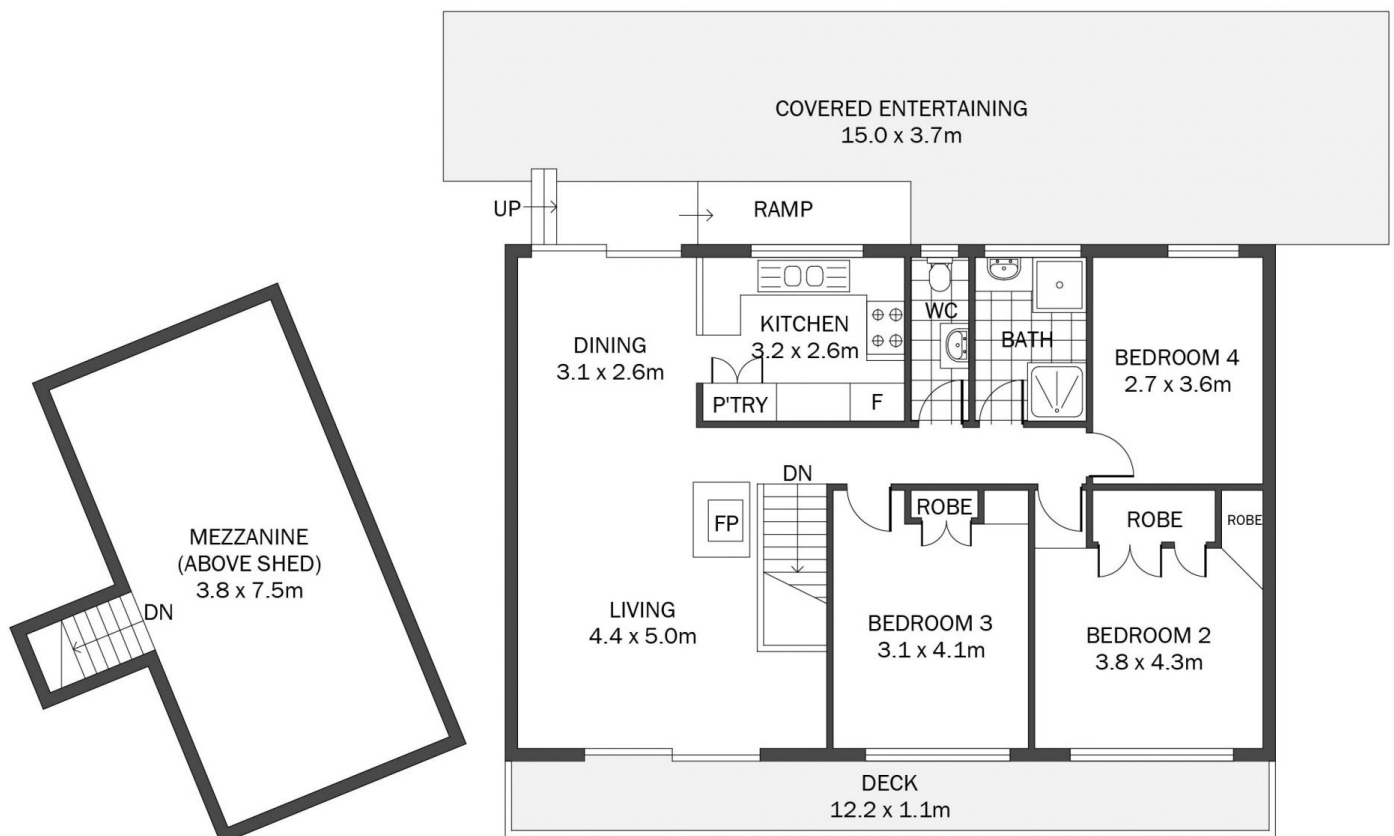 COVERED ENTERTAINING
15.0 x 3.7m
UP
RAMP
DINING
3.1 x 2.6m
KITCHEN
3.2 x 2.6m
P'TRY
F
WC
BATH
BEDROOM 4
2.7 x 3.6m
DN
FP
ROBE
ROBE
ROBE
MEZZANINE
(ABOVE SHED)
3.8 x 7.5m
DN
LIVING
4.4 x 5.0m
BEDROOM 3
3.1 x 4.1m
BEDROOM 2
3.8 x 4.3m
DECK
12.2 x 1.1m